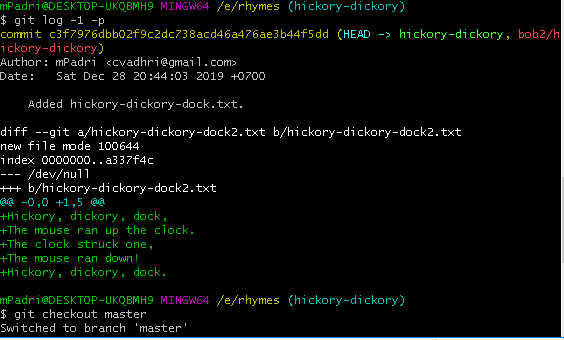 mPadri@DESKTOP-UKQBMH9 MINGW64 /e/rhymes (hickory-dickory)
$ git log -1 -p
commit c3f7976dbb02f9c2dc738acd46a476ae3b44f5dd (HEAD -> hickory-dickory, bob2/h
ickory-dickory)
Author: mPadri <cvadhri@gmail.com>
Date:   Sat Dec 28 20:44:03 2019 +0700
    Added hickory-dickory-dock.txt.
diff --git a/hickory-dickory-dock2.txt b/hickory-dickory-dock2.txt
new file mode 100644
index 0000000..a337f4c
--- /dev/null
+++ b/hickory-dickory-dock2.txt
@@ -0,0 +1,5 @@
+Hickory, dickory, dock,
+The mouse ran up the clock.
+The clock struck one,
+The mouse ran down!
+Hickory, dickory, dock.
mPadri@DESKTOP-UKQBMH9 MINGW64 /e/rhymes (hickory-dickory)
$ git checkout master
Switched to branch 'master'